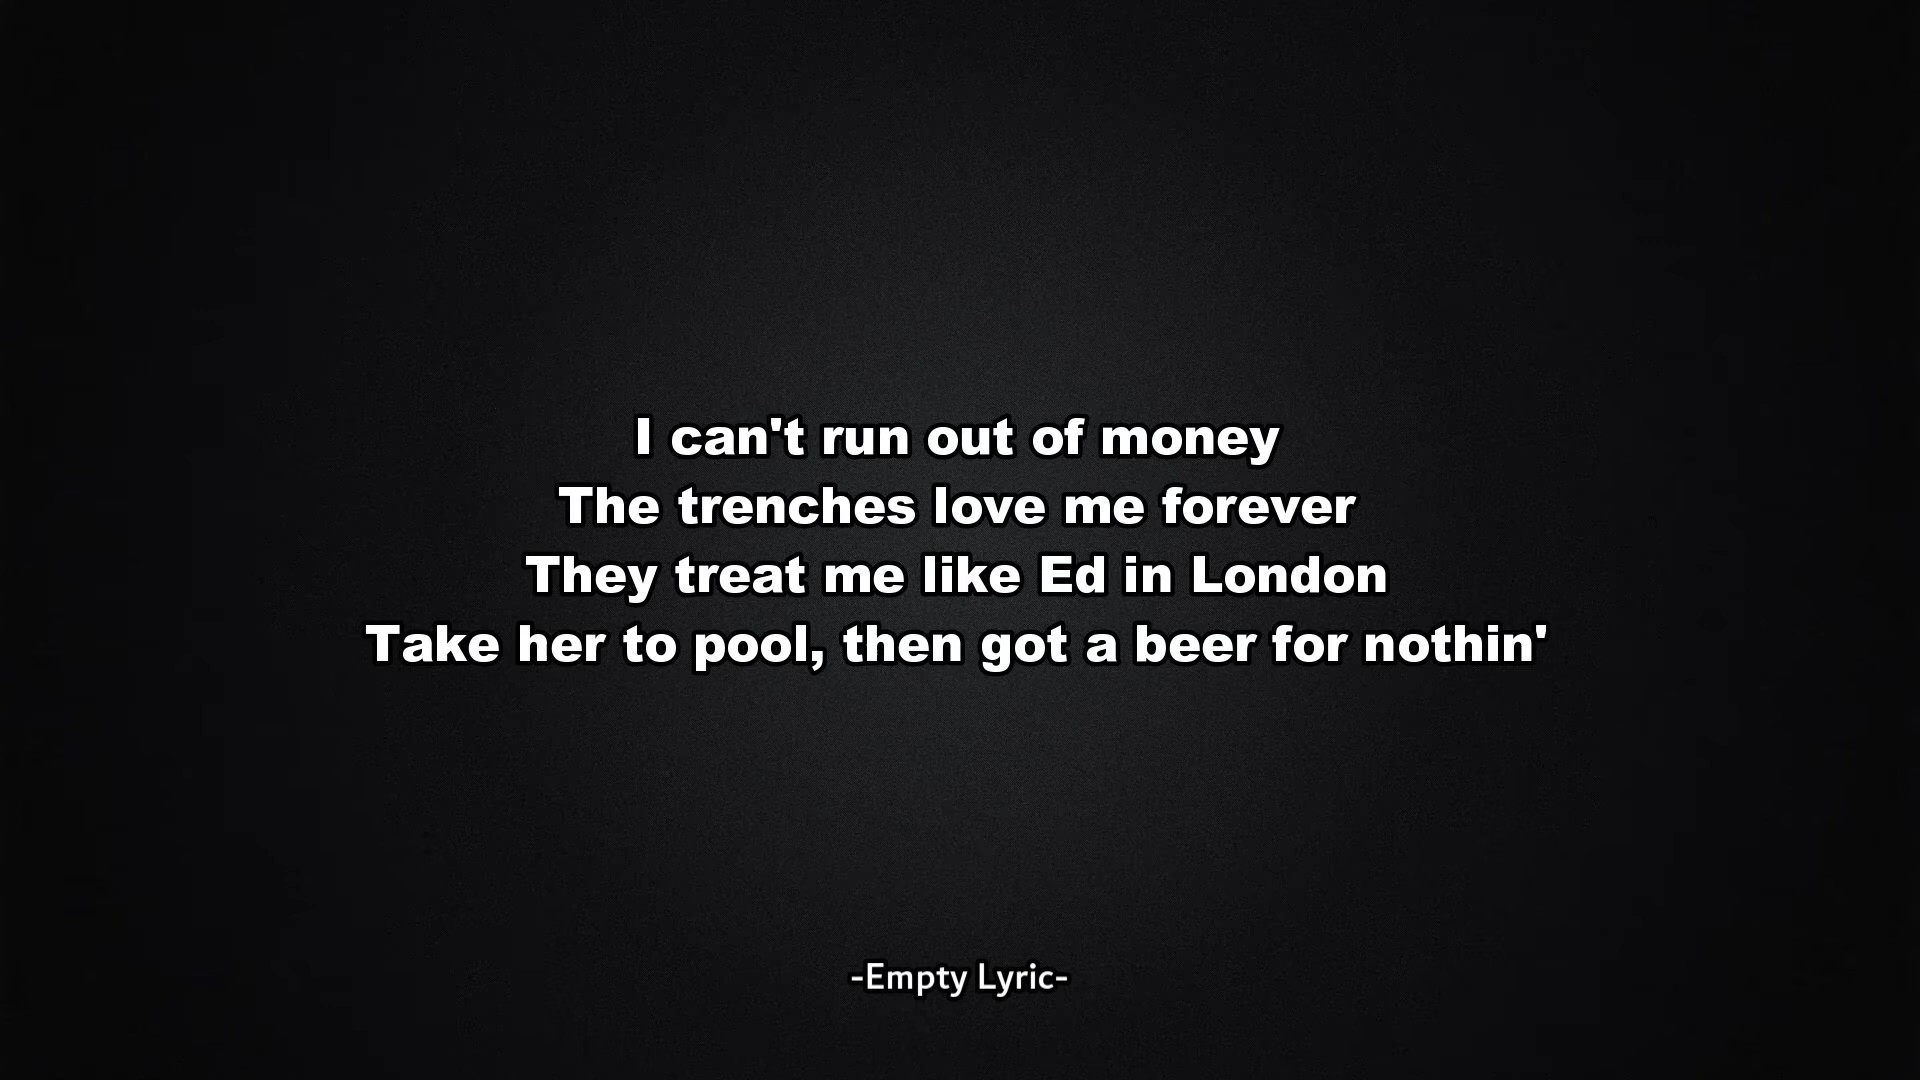 I can't run out of money
The trenches love me forever
They treat me like Ed in London
Take her to pool, then got a beer for nothin'
-Empty Lyric-